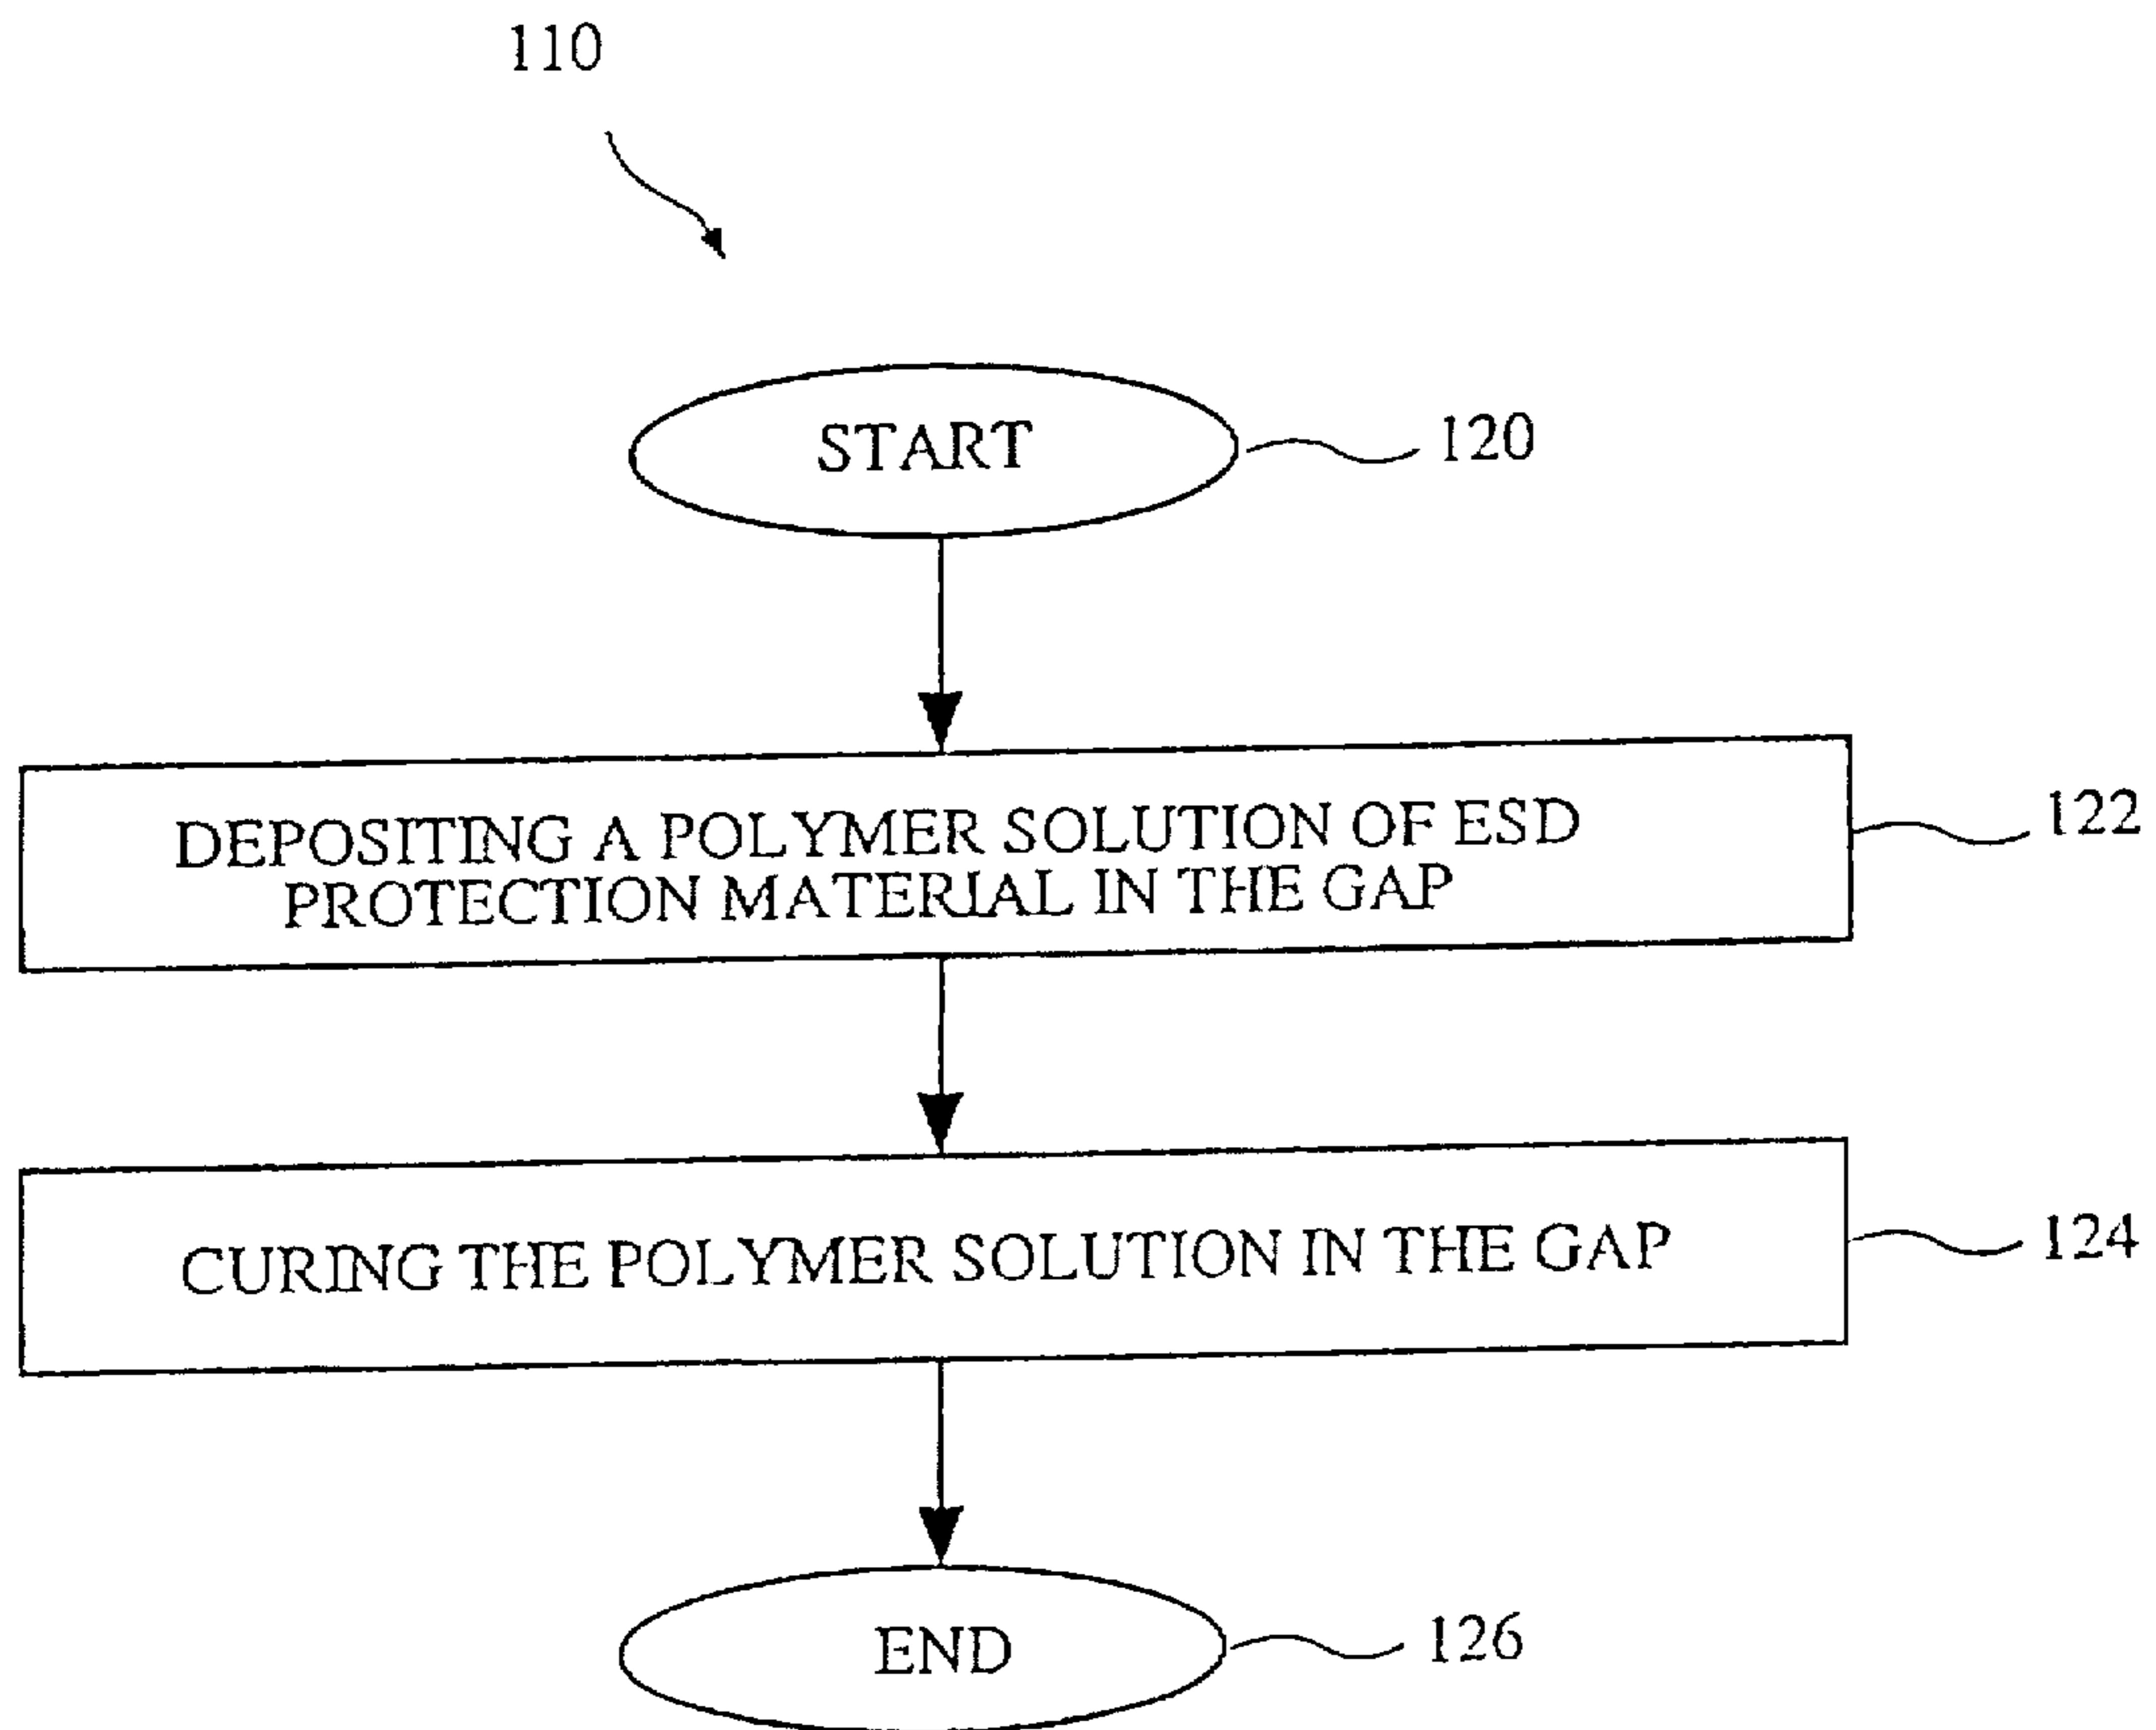 110
START
120
DEPOSITING A POLYMER SOLUTION OF ESD
PROTECTION MATERIAL IN THE GAP
122
CURING THE POLYMER SOLUTION IN THE GAP
124
END
126